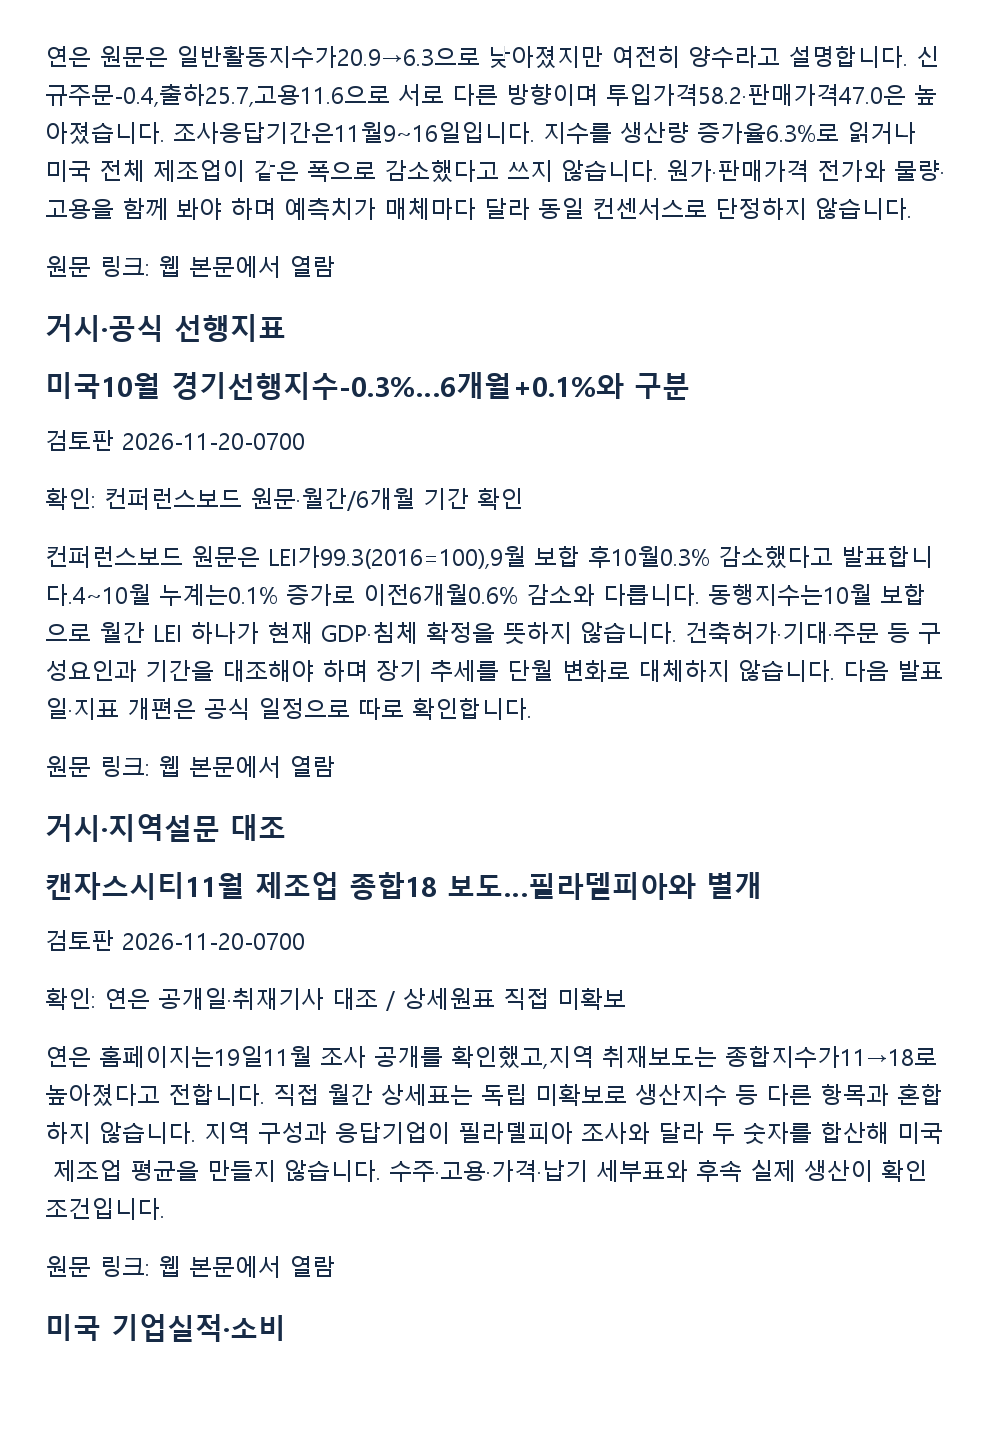 연은 원문은 일반활동지수가20.9→6.3으로 낮아졌지만 여전히 양수라고 설명합니다. 신
규주문-0.4,출하25.7,고용11.6으로 서로 다른 방향이며 투입가격58.2·판매가격47.0은 높
아졌습니다. 조사응답기간은11월9~16일입니다. 지수를 생산량 증가율6.3%로 읽거나
미국 전체 제조업이 같은 폭으로 감소했다고 쓰지 않습니다. 원가·판매가격 전가와 물량·
고용을 함께 봐야 하며 예측치가 매체마다 달라 동일 컨센서스로 단정하지 않습니다.
원문 링크: 웹 본문에서 열람
거시·공식 선행지표
미국10월 경기선행지수-0.3%…6개월+0.1%와 구분
검토판 2026-11-20-0700
확인: 컨퍼런스보드 원문·월간/6개월 기간 확인
컨퍼런스보드 원문은 LEI가99.3(2016=100),9월 보합 후10월0.3% 감소했다고 발표합니
다.4~10월 누계는0.1% 증가로 이전6개월0.6% 감소와 다릅니다. 동행지수는10월 보합
으로 월간 LEI 하나가 현재 GDP·침체 확정을 뜻하지 않습니다. 건축허가·기대·주문 등 구
성요인과 기간을 대조해야 하며 장기 추세를 단월 변화로 대체하지 않습니다. 다음 발표
일·지표 개편은 공식 일정으로 따로 확인합니다.
원문 링크: 웹 본문에서 열람
거시·지역설문 대조
캔자스시티11월 제조업 종합18 보도…필라델피아와 별개
검토판 2026-11-20-0700
확인: 연은 공개일·취재기사 대조 / 상세원표 직접 미확보
연은 홈페이지는19일11월 조사 공개를 확인했고,지역 취재보도는 종합지수가11→18로
높아졌다고 전합니다. 직접 월간 상세표는 독립 미확보로 생산지수 등 다른 항목과 혼합
하지 않습니다. 지역 구성과 응답기업이 필라델피아 조사와 달라 두 숫자를 합산해 미국
제조업 평균을 만들지 않습니다. 수주·고용·가격·납기 세부표와 후속 실제 생산이 확인
조건입니다.
원문 링크: 웹 본문에서 열람
미국 기업실적·소비